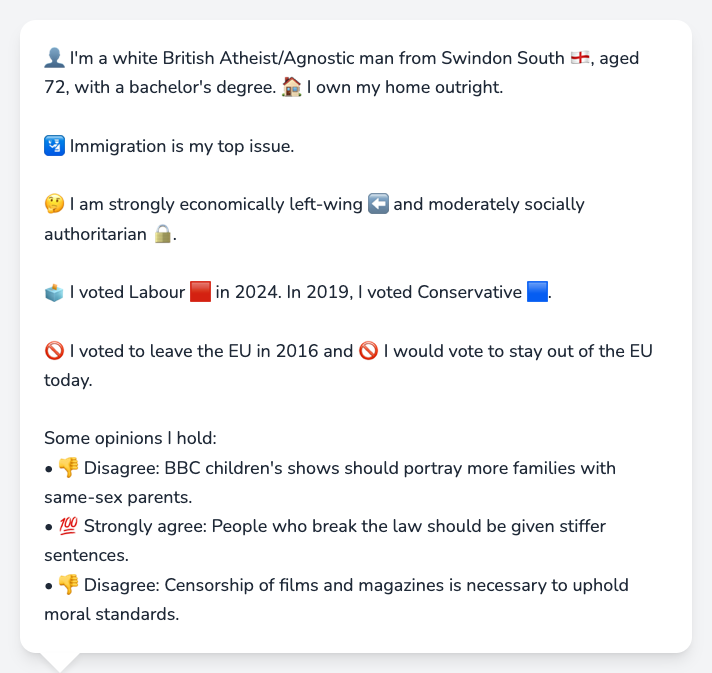 👤 I'm a white British Atheist/Agnostic man from Swindon South 🏴󠁧󠁢󠁥󠁮󠁧󠁿, aged
72, with a bachelor's degree. 🏠 I own my home outright.
🛂 Immigration is my top issue.
🤔 I am strongly economically left-wing ⬅️ and moderately socially
authoritarian 🔒.
🗳️ I voted Labour 🟥 in 2024. In 2019, I voted Conservative 🟦.
🚫 I voted to leave the EU in 2016 and 🚫 I would vote to stay out of the EU
today.
Some opinions I hold:
• 👎 Disagree: BBC children's shows should portray more families with
same-sex parents.
• 💯 Strongly agree: People who break the law should be given stiffer
sentences.
• 👎 Disagree: Censorship of films and magazines is necessary to uphold
moral standards.